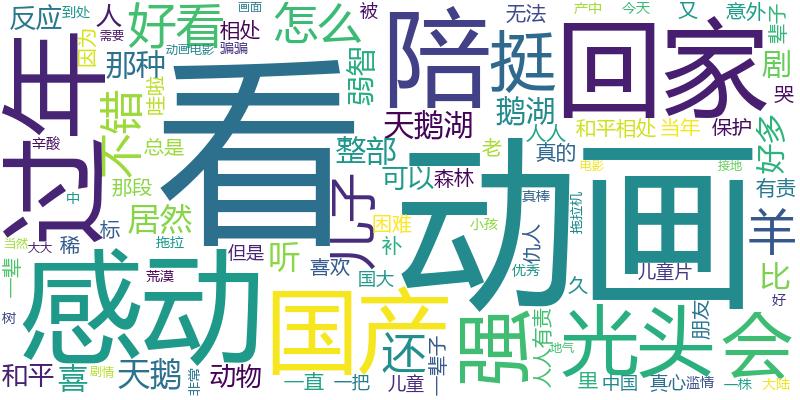 反应 到处 人 好看 相处 画面 怎么 被 无法 产中 今天 又 意外 辈子
需要 因为 动画电影 骗骗 陪 挺 回家 剧 哭
过年 那种 哇啦 弱智 看 鹅湖 好多
不错 天鹅湖 人人 和平相处 当年 保护
辛酸 总是 整部 老 真的 电影 接地
中 那段 可以 森林 动画 真棒 拖拉机 有责
当然 大大 稀 标 居然 儿子 困难 小孩 羊
拖拉 但是 听 补 仇人
一辈 感动 荒漠 喜欢 国大 优秀 久 儿童片 比 好
树 国产 还 强 人人有责 光头 朋友 会
和平 喜 剧情 天鹅 非常 动物 一直 一把 儿童 一辈子 地气 里 中国 真心 滥情 一株 大陆